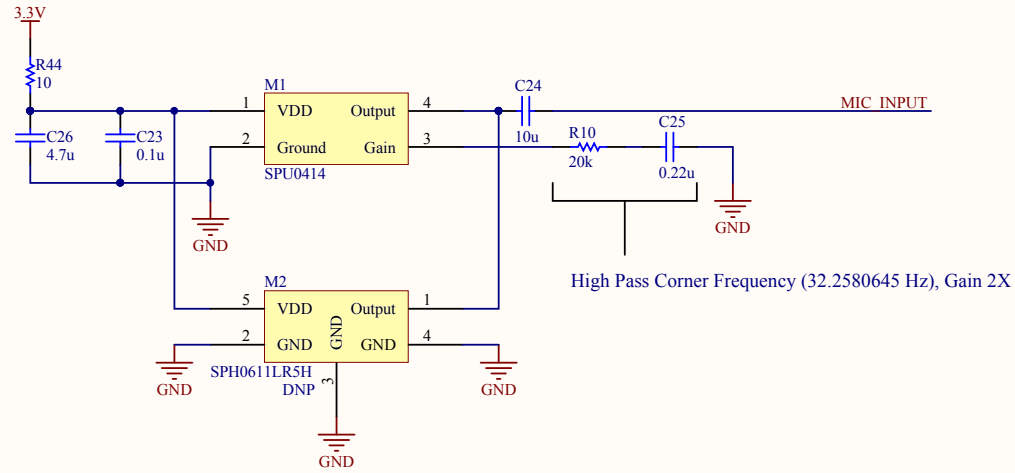 3.3V
R44
10
C26
4.7u
C23
0.1u
M1
1
VDD
Output
4
2
Ground
Gain
3
SPU0414
C24
10u
MIC_INPUT
R10
20k
C25
0.22u
GND
GND
High Pass Corner Frequency (32.2580645 Hz), Gain 2X
M2
5
VDD
Output
1
2
GND
GND
GND
4
SPH0611LR5H
DNP
3
GND
GND
GND